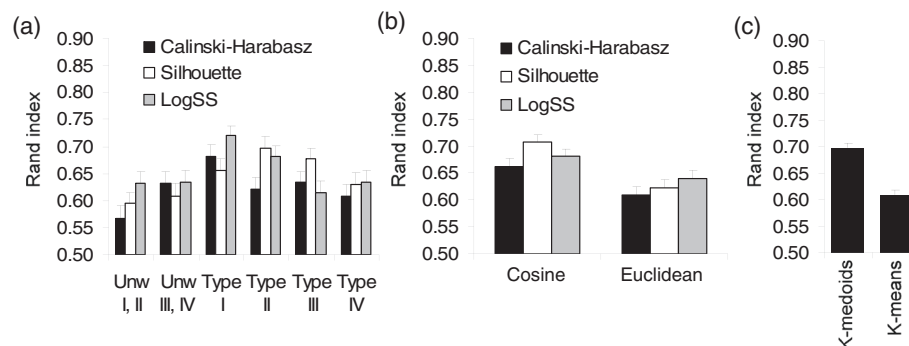 (a)
Rand index
0.90
0.85
0.80
0.75
0.70
0.65
0.60
0.55
0.50
Calinski-Harabasz
Silhouette
LogSS
Unw Unw Type Type Type Type
I, II III, IV I II III IV
(b)
Rand index
0.90
0.85
0.80
0.75
0.70
0.65
0.60
0.55
0.50
Calinski-Harabasz
Silhouette
LogSS
Cosine Euclidean
(c)
Rand index
0.90
0.85
0.80
0.75
0.70
0.65
0.60
0.55
0.50
K-medoids
K-means